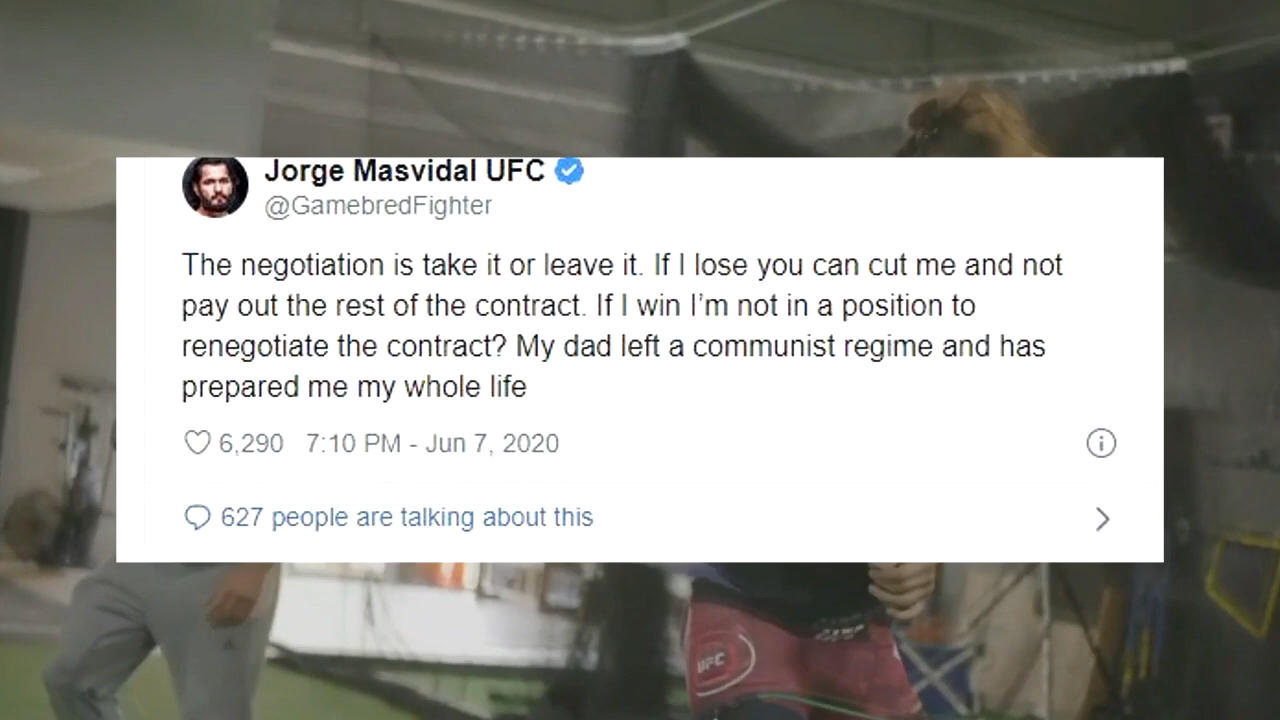 Jorge Masvidal UFC
@GamebredFighter
The negotiation is take it or leave it. If I lose you can cut me and not
pay out the rest of the contract. If I win I’m not in a position to
renegotiate the contract? My dad left a communist regime and has
prepared me my whole life
6,290 7:10 PM - Jun 7, 2020
627 people are talking about this
UFC